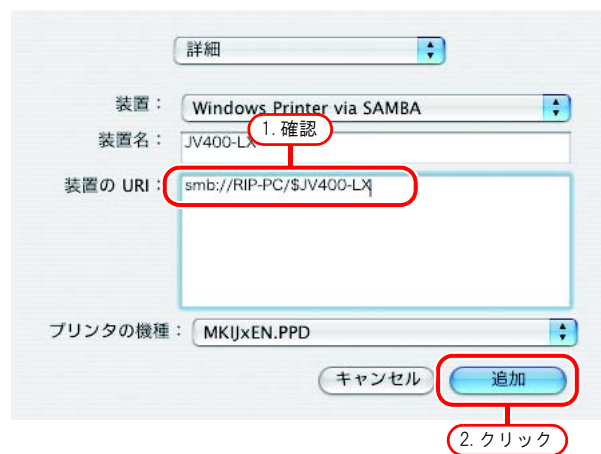 詳細
装置： Windows Printer via SAMBA
1. 確認
装置名： JV400-LX
装置の URI： smb://RIP-PC/$JV400-LX
プリンタの機種： MKIJxEN.PPD
キャンセル 追加
2. クリック